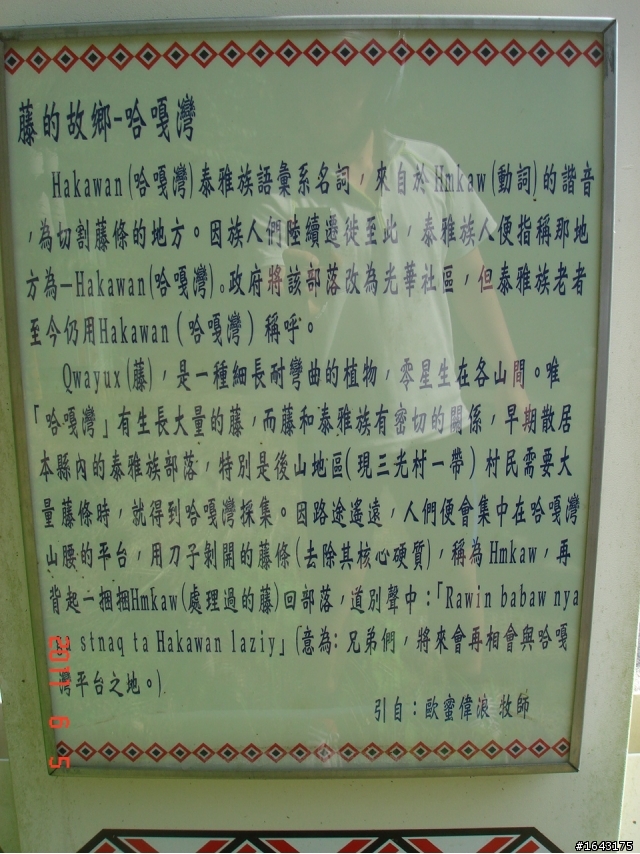 藤的故鄉-哈嘎灣
Hakawan(哈嘎灣)泰雅族語彙系名詞，來自於Hmkaw(動詞)的諧音
，為切割藤條的地方。因族人們陸續遷徙至此，泰雅族人便指稱那地
方為—Hakawan(哈嘎灣)。政府將該部落改為光華社區，但泰雅族老者
至今仍用Hakawan(哈嘎灣)稱呼。
Qwayux(藤)，是一種細長耐彎曲的植物，零星生在各山間。唯
「哈嘎灣」有生長大量的藤，而藤和泰雅族有密切的關係，早期散居
本縣內的泰雅族部落，特別是後山地區(現三光村一帶)村民需要大
量藤條時，就得到哈嘎灣採集。因路途遙遠，人們便會集中在哈嘎灣
山腰的平台，用刀子剝開的藤條(去除其核心硬質)，稱為Hmkaw，再
背起一捆捆Hmkaw(處理過的藤)回部落，道別聲中：「Rawin babaw nya
stnaq ta Hakawan laziy」(意為:兄弟們，將來會再相會與哈嘎
灣平台之地。)
引自：歐蜜偉浪 牧師
2011 6 5
#1643175